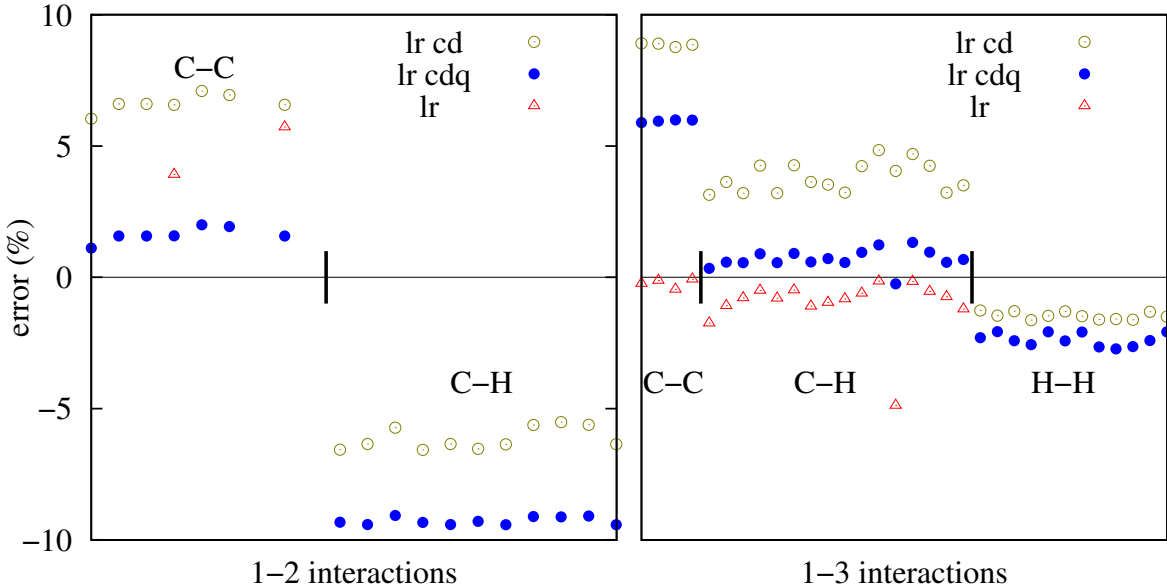 10
5
0
−5
−10
error (%)
C−C
lr cd
lr cdq
lr
C−H
1−2 interactions
lr cd
lr cdq
lr
C−C
C−H
H−H
1−3 interactions